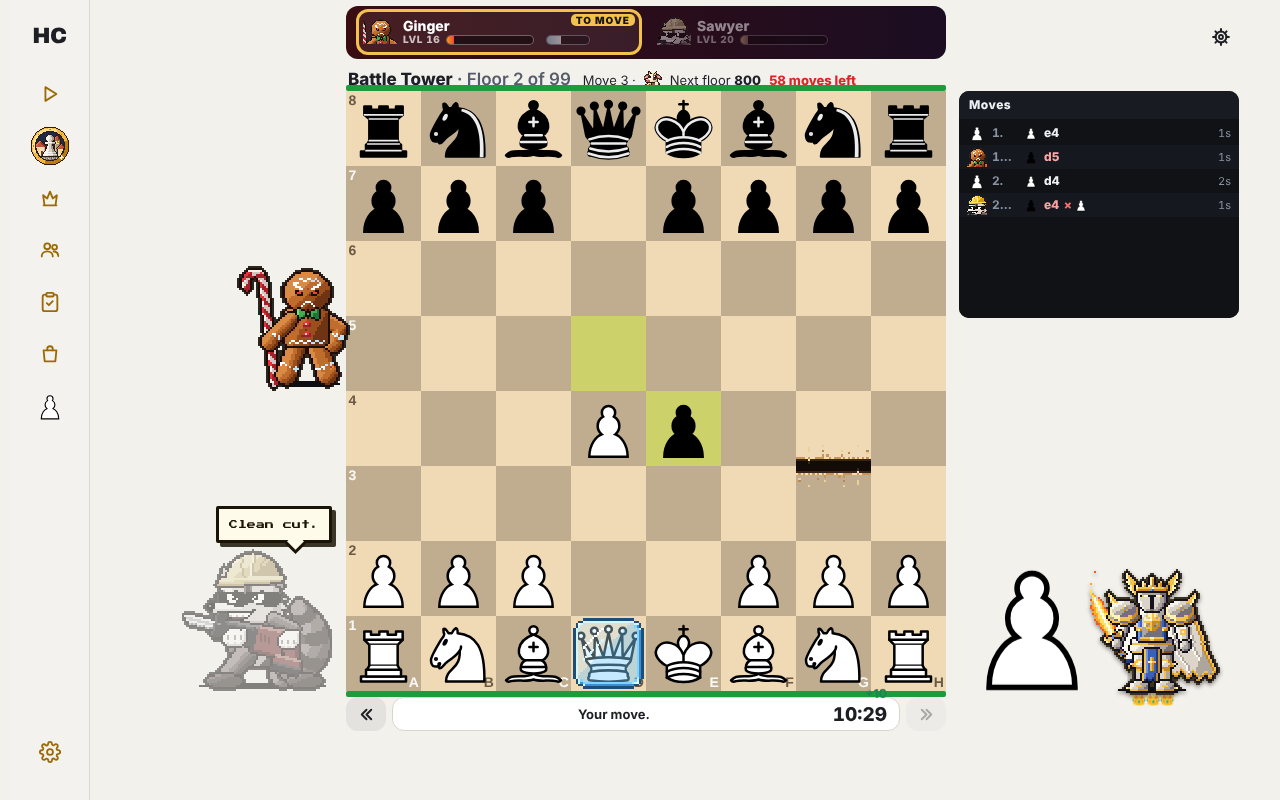 HC
Ginger
TO MOVE
LVL 16
Sawyer
LVL 20
Battle Tower · Floor 2 of 99 Move 3 · Next floor 800 58 moves left
8
7
6
5
4
3
2
1
A B C E F G H
Clean cut.
Moves
1. e4 1s
1... d5 1s
2. d4 2s
2... e4 × 1s
« Your move. 10:29 »